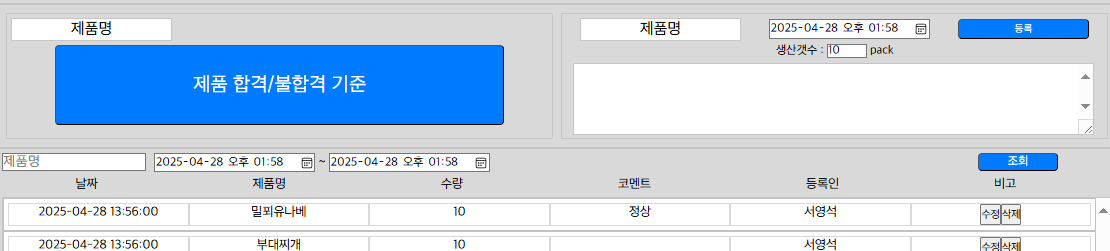 제품명
제품 합격/불합격 기준
제품명 2025-04-28 오후 01:58 등록
생산갯수 : 10 pack
제품명 2025-04-28 오후 01:58 ~ 2025-04-28 오후 01:58 조회
날짜 제품명 수량 코멘트 등록인 비고
2025-04-28 13:56:00 밀푀유나베 10 정상 서영석 수정 삭제
2025-04-28 13:56:00 부대찌개 10 서영석 수정 삭제